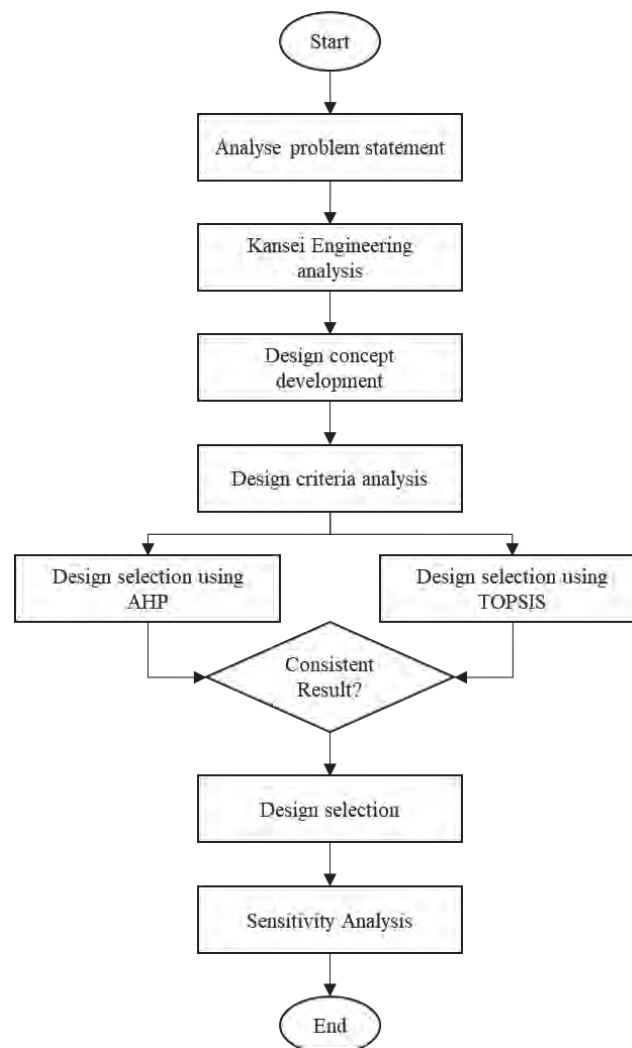 Start
Analyse problem statement
Kansei Engineering
analysis
Design concept
development
Design criteria analysis
Design selection using
AHP
Design selection using
TOPSIS
Consistent
Result?
Design selection
Sensitivity Analysis
End